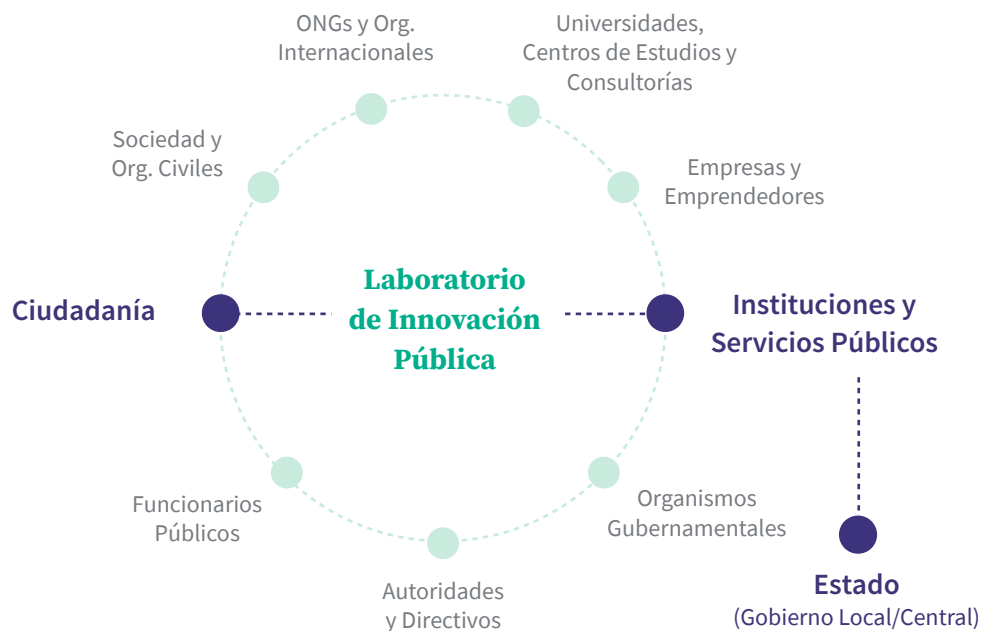 ONGs y Org.
Internacionales
Universidades,
Centros de Estudios y
Consultorías
Sociedad y
Org. Civiles
Empresas y
Emprendedores
Ciudadanía
Laboratorio
de Innovación
Pública
Instituciones y
Servicios Públicos
Funcionarios
Públicos
Organismos
Gubernamentales
Autoridades
y Directivos
Estado
(Gobierno Local/Central)